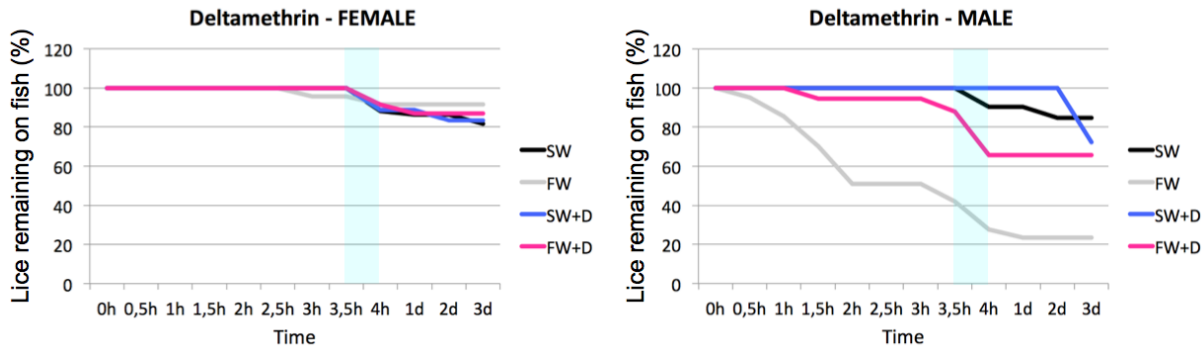 Deltamethrin - FEMALE
Lice remaining on fish (%)
120
100
80
60
40
20
0
0h 0,5h 1h 1,5h 2h 2,5h 3h 3,5h 4h 1d 2d 3d
Time
SW
FW
SW+D
FW+D
Deltamethrin - MALE
Lice remaining on fish (%)
120
100
80
60
40
20
0
0h 0,5h 1h 1,5h 2h 2,5h 3h 3,5h 4h 1d 2d 3d
Time
SW
FW
SW+D
FW+D